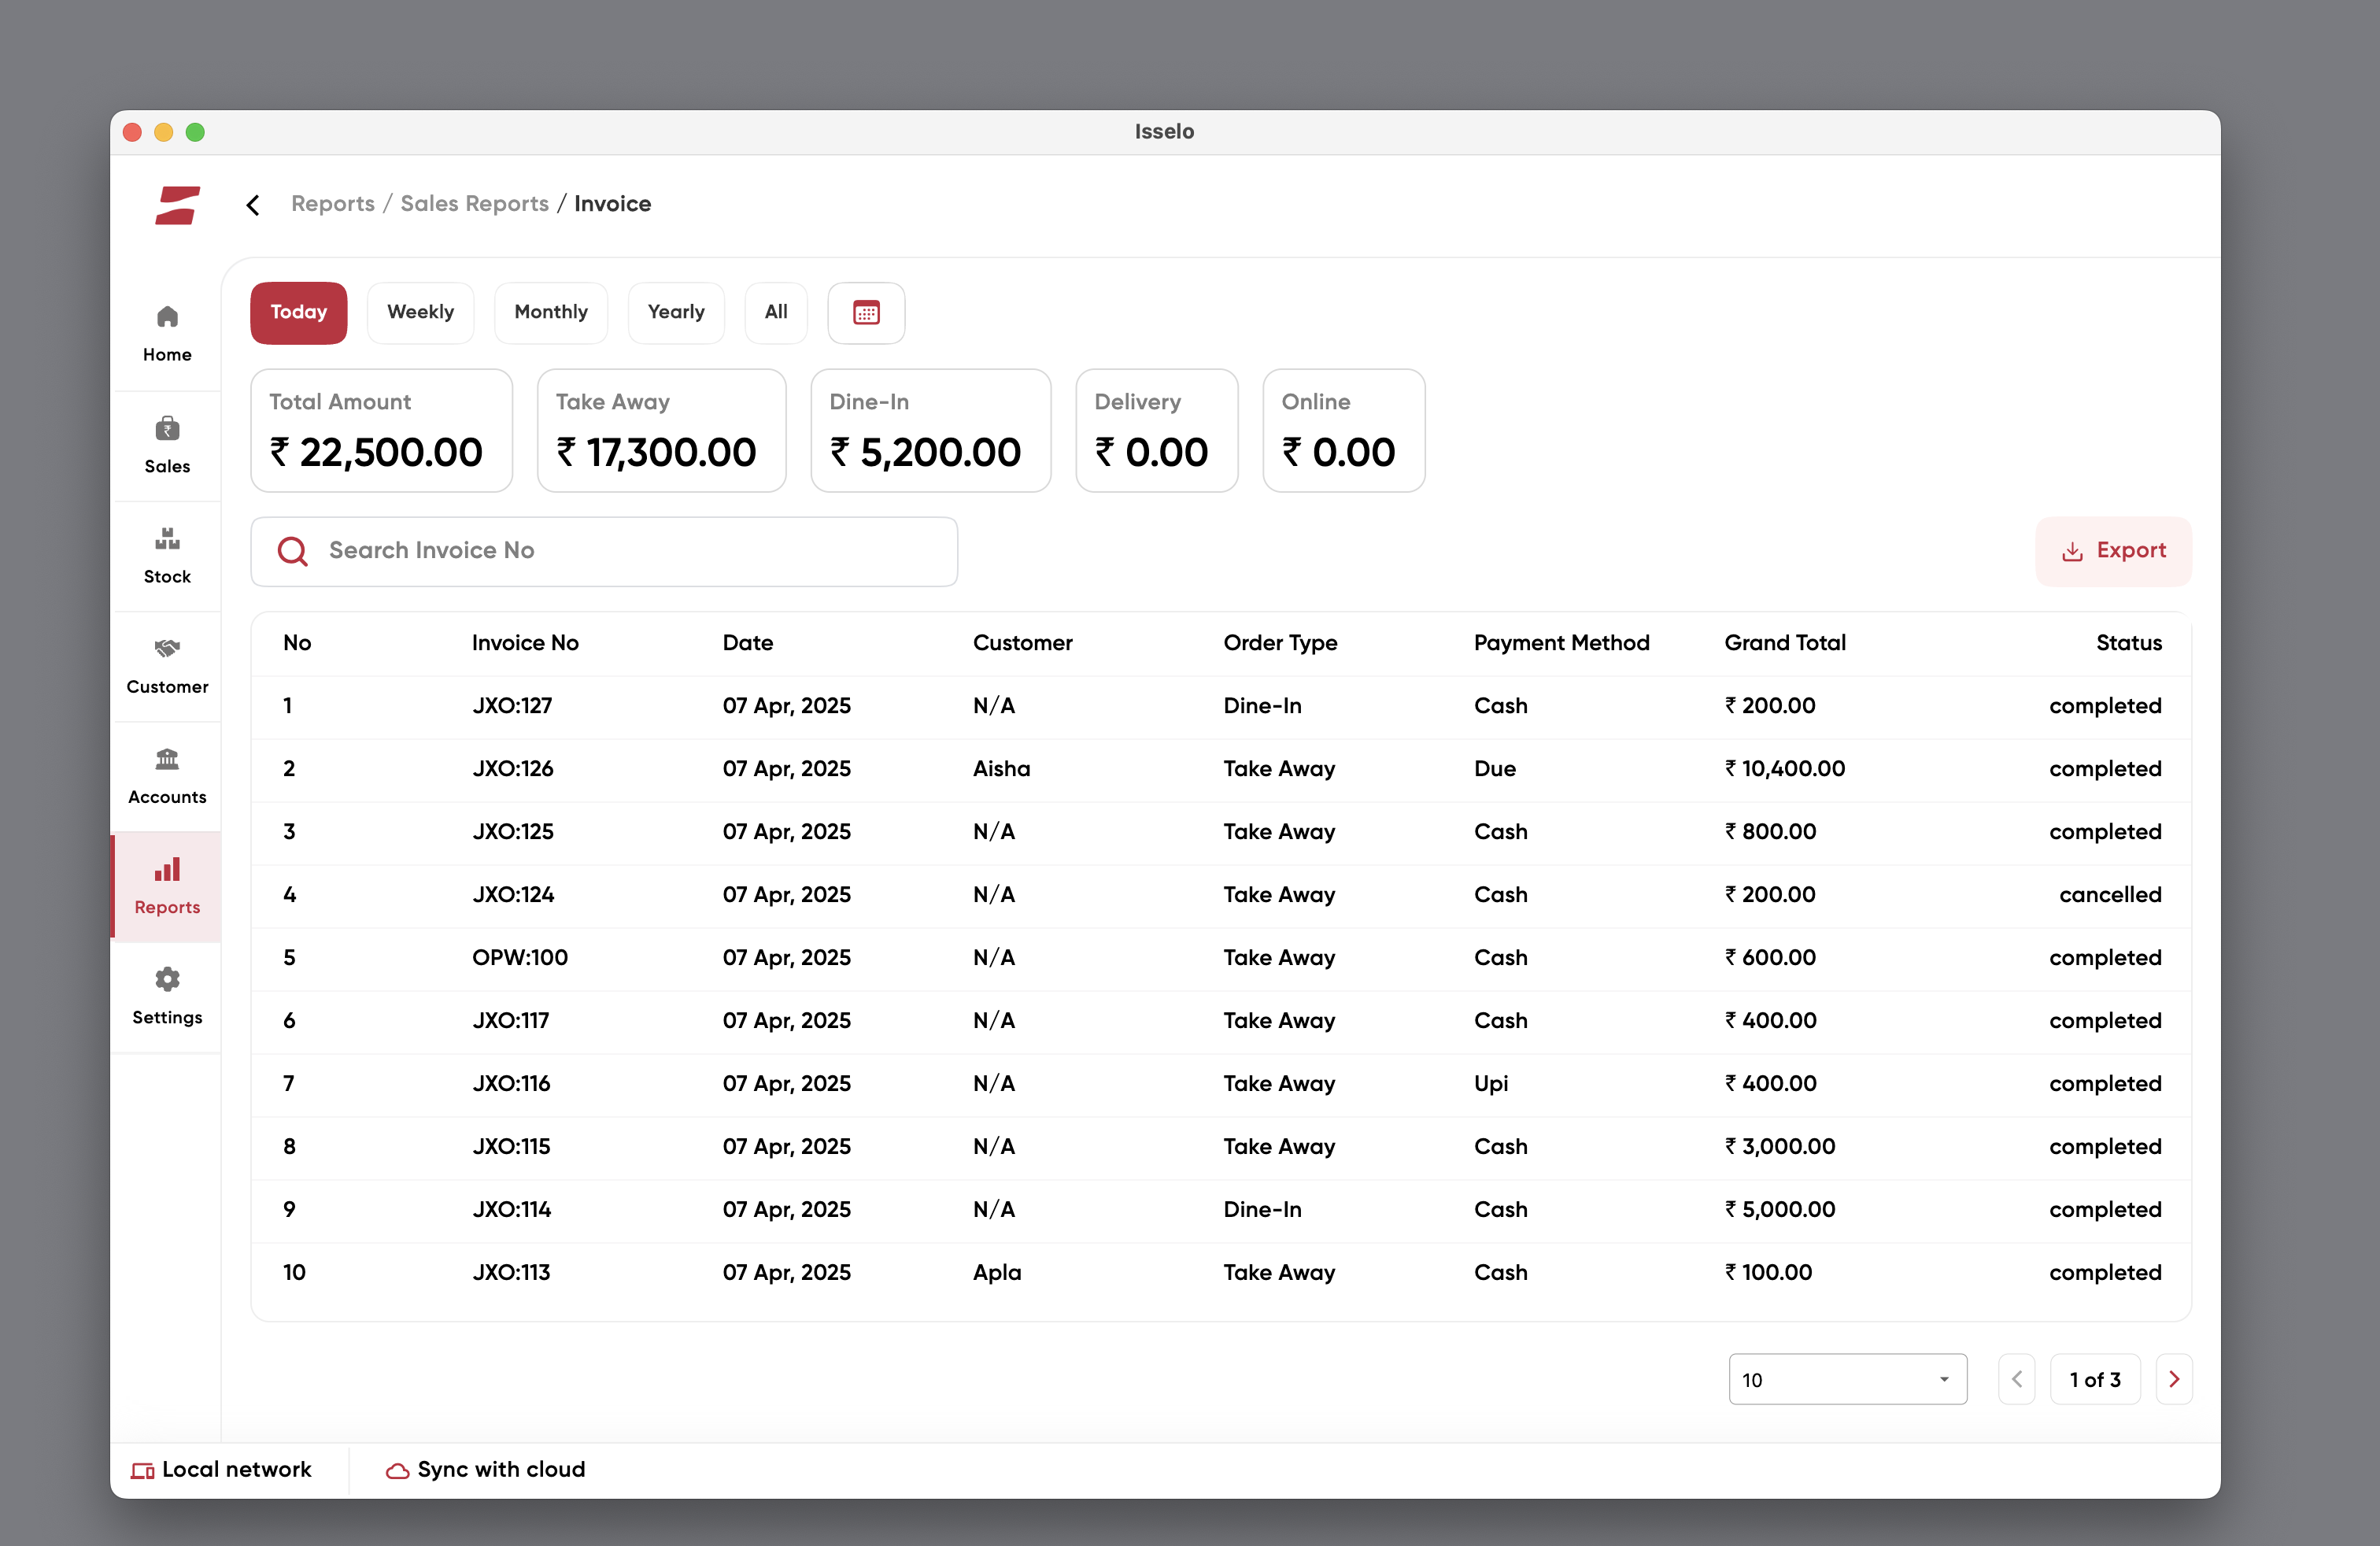 Isselo
Reports / Sales Reports / Invoice
Home
Sales
Stock
Customer
Accounts
Reports
Settings
Today Weekly Monthly Yearly All
Total Amount Take Away Dine-In Delivery Online
₹ 22,500.00 ₹ 17,300.00 ₹ 5,200.00 ₹ 0.00 ₹ 0.00
Search Invoice No Export
No Invoice No Date Customer Order Type Payment Method Grand Total Status
1 JXO:127 07 Apr, 2025 N/A Dine-In Cash ₹ 200.00 completed
2 JXO:126 07 Apr, 2025 Aisha Take Away Due ₹ 10,400.00 completed
3 JXO:125 07 Apr, 2025 N/A Take Away Cash ₹ 800.00 completed
4 JXO:124 07 Apr, 2025 N/A Take Away Cash ₹ 200.00 cancelled
5 OPW:100 07 Apr, 2025 N/A Take Away Cash ₹ 600.00 completed
6 JXO:117 07 Apr, 2025 N/A Take Away Cash ₹ 400.00 completed
7 JXO:116 07 Apr, 2025 N/A Take Away Upi ₹ 400.00 completed
8 JXO:115 07 Apr, 2025 N/A Take Away Cash ₹ 3,000.00 completed
9 JXO:114 07 Apr, 2025 N/A Dine-In Cash ₹ 5,000.00 completed
10 JXO:113 07 Apr, 2025 Apla Take Away Cash ₹ 100.00 completed
10 1 of 3
Local network Sync with cloud